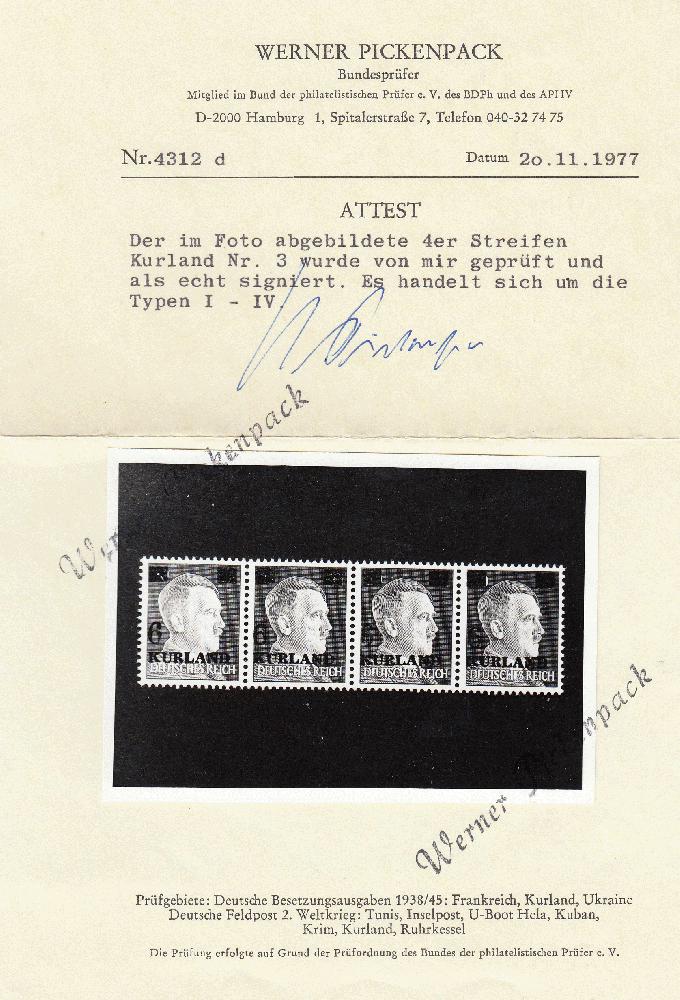 WERNER PICKENPACK
Bundesprüfer
Mitglied im Bund der philatelistischen Prüfer e. V. des BDPh und des APHV
D-2000 Hamburg 1, Spitalerstraße 7, Telefon 040-32 74 75
Nr.4312 d Datum 2o.11.1977
ATTEST
Der im Foto abgebildete 4er Streifen
Kurland Nr. 3 wurde von mir geprüft und
als echt signiert. Es handelt sich um die
Typen I - IV.
Werner Pickenpack
6 6
KURLAND KURLAND KURLAND KURLAND
DEUTSCHES REICH DEUTSCHES REICH DEUTSCHES REICH DEUTSCHES REICH
Werner Pickenpack
Prüfgebiete: Deutsche Besetzungsausgaben 1938/45: Frankreich, Kurland, Ukraine
Deutsche Feldpost 2. Weltkrieg: Tunis, Inselpost, U-Boot Hela, Kuban,
Krim, Kurland, Ruhrkessel
Die Prüfung erfolgte auf Grund der Prüfordnung des Bundes der philatelistischen Prüfer e. V.